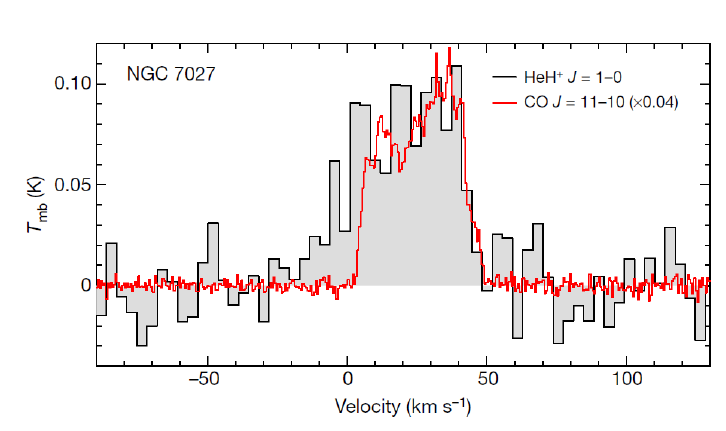 NGC 7027
HeH⁺ J = 1–0
CO J = 11–10 (×0.04)
0.10
0.05
0
T_mb (K)
–50 0 50 100
Velocity (km s⁻¹)